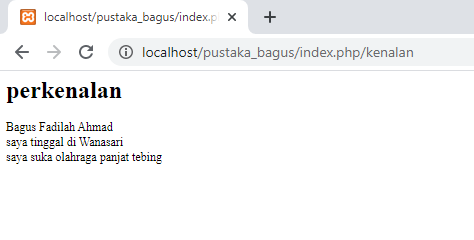 localhost/pustaka_bagus/index.p
localhost/pustaka_bagus/index.php/kenalan
perkenalan
Bagus Fadilah Ahmad
saya tinggal di Wanasari
saya suka olahraga panjat tebing